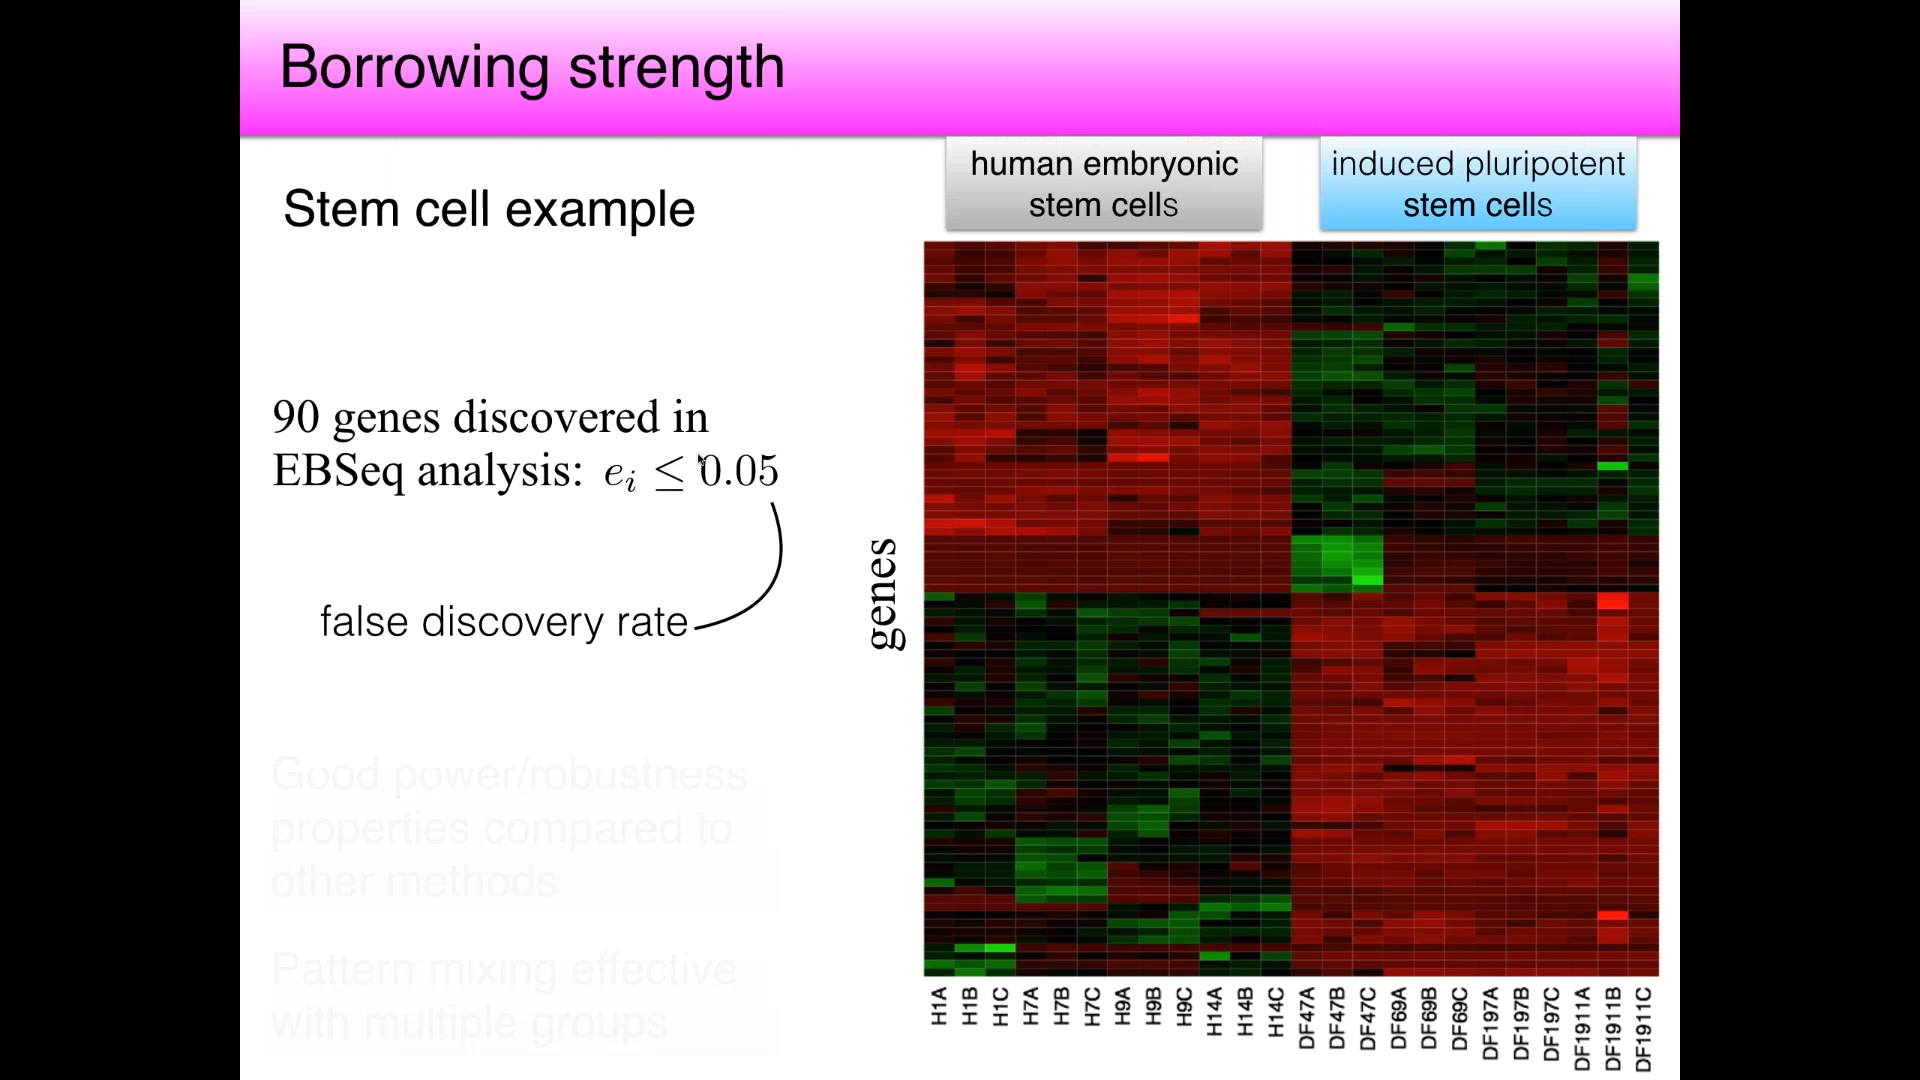 Borrowing strength
human embryonic
stem cells
induced pluripotent
stem cells
Stem cell example
90 genes discovered in
EBSeq analysis: e_i ≤ 0.05
false discovery rate
genes
Good power/robustness
properties compared to
other methods
Pattern mixing effective
with multiple groups
H1A
H1B
H1C
H7A
H7B
H7C
H9A
H9B
H9C
H14A
H14B
H14C
DF47A
DF47B
DF47C
DF69A
DF69B
DF69C
DF197A
DF197B
DF197C
DF1911A
DF1911B
DF1911C